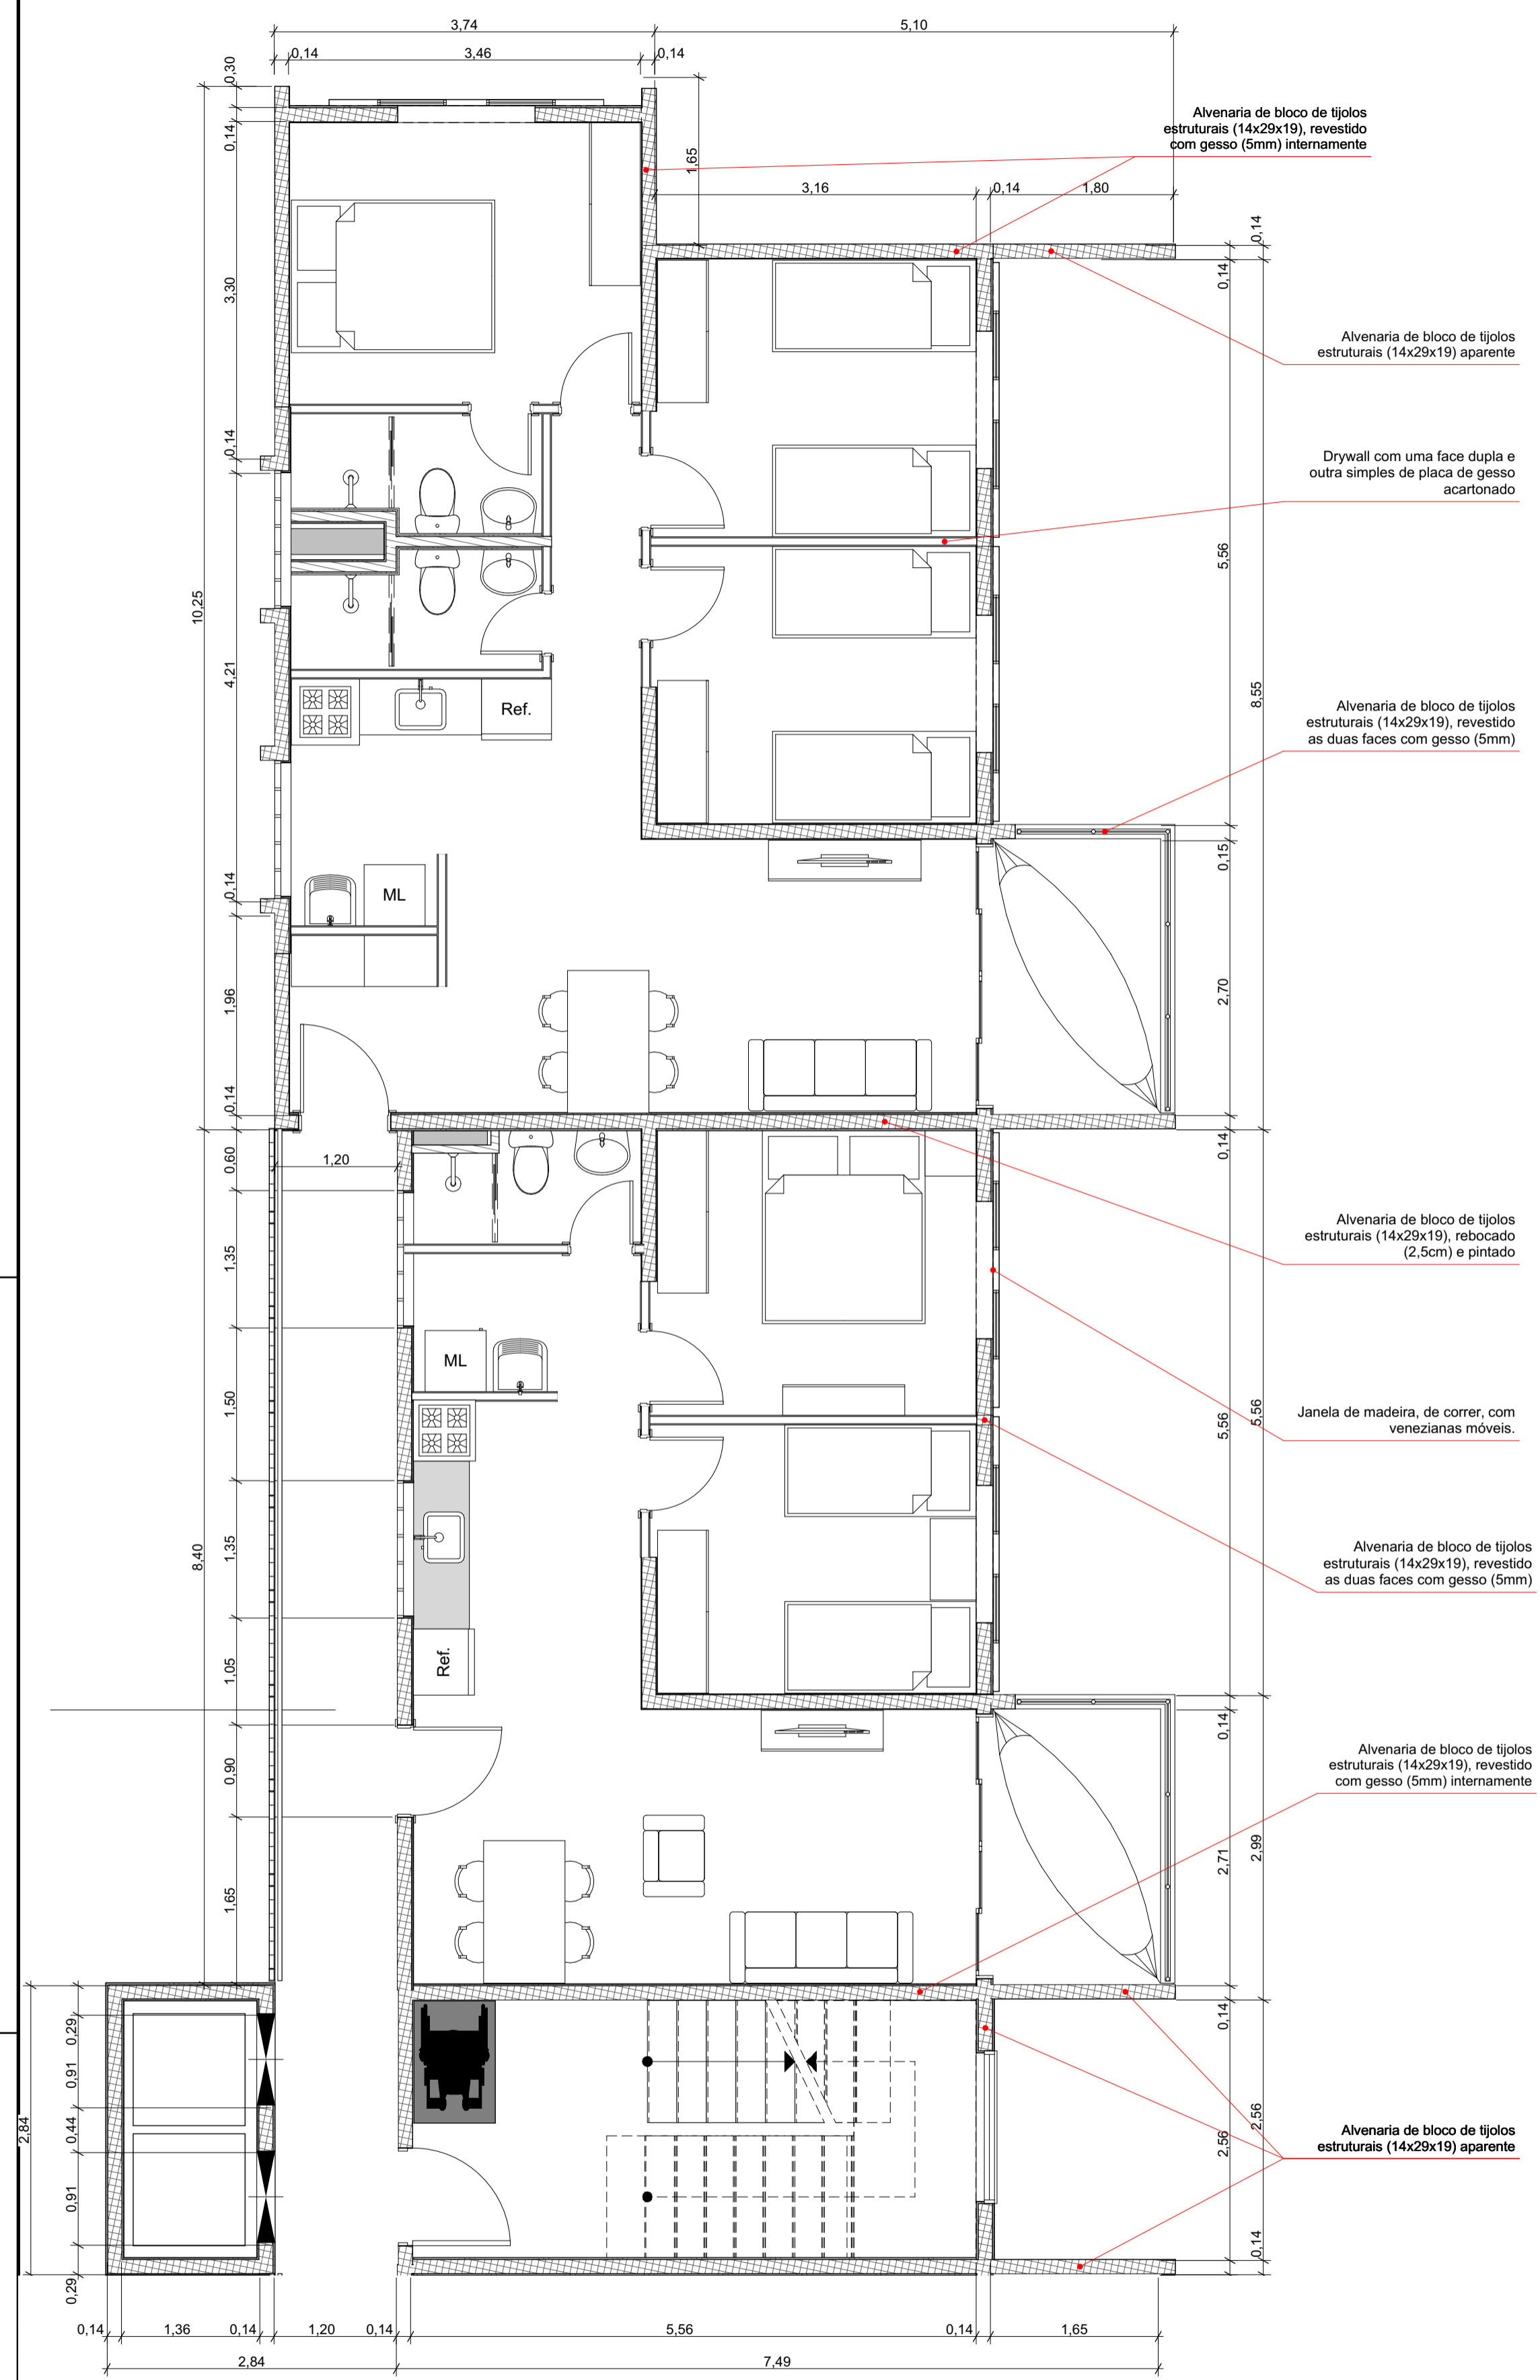 3,74
5,10
0,14
3,46
0,14
0,30
Alvenaria de bloco de tijolos
estruturais (14x29x19), revestido
com gesso (5mm) internamente
0,14
1,65
3,16
0,14
1,80
0,14
0,14
3,30
Alvenaria de bloco de tijolos
estruturais (14x29x19) aparente
0,14
Drywall com uma face dupla e
outra simples de placa de gesso
acartonado
5,56
10,25
4,21
8,55
Ref.
Alvenaria de bloco de tijolos
estruturais (14x29x19), revestido
as duas faces com gesso (5mm)
0,15
0,14
ML
1,96
2,70
0,14
0,14
0,60
1,20
Alvenaria de bloco de tijolos
estruturais (14x29x19), rebocado
(2,5cm) e pintado
1,35
ML
1,50
5,56
5,56
Janela de madeira, de correr, com
venezianas móveis.
8,40
1,35
Alvenaria de bloco de tijolos
estruturais (14x29x19), revestido
as duas faces com gesso (5mm)
1,05
Ref.
0,14
0,90
Alvenaria de bloco de tijolos
estruturais (14x29x19), revestido
com gesso (5mm) internamente
2,71
2,99
1,65
0,29
0,14
0,91
2,84
0,44
2,56
2,56
Alvenaria de bloco de tijolos
estruturais (14x29x19) aparente
0,91
0,14
0,29
0,14
1,36
0,14
1,20
0,14
5,56
0,14
1,65
2,84
7,49